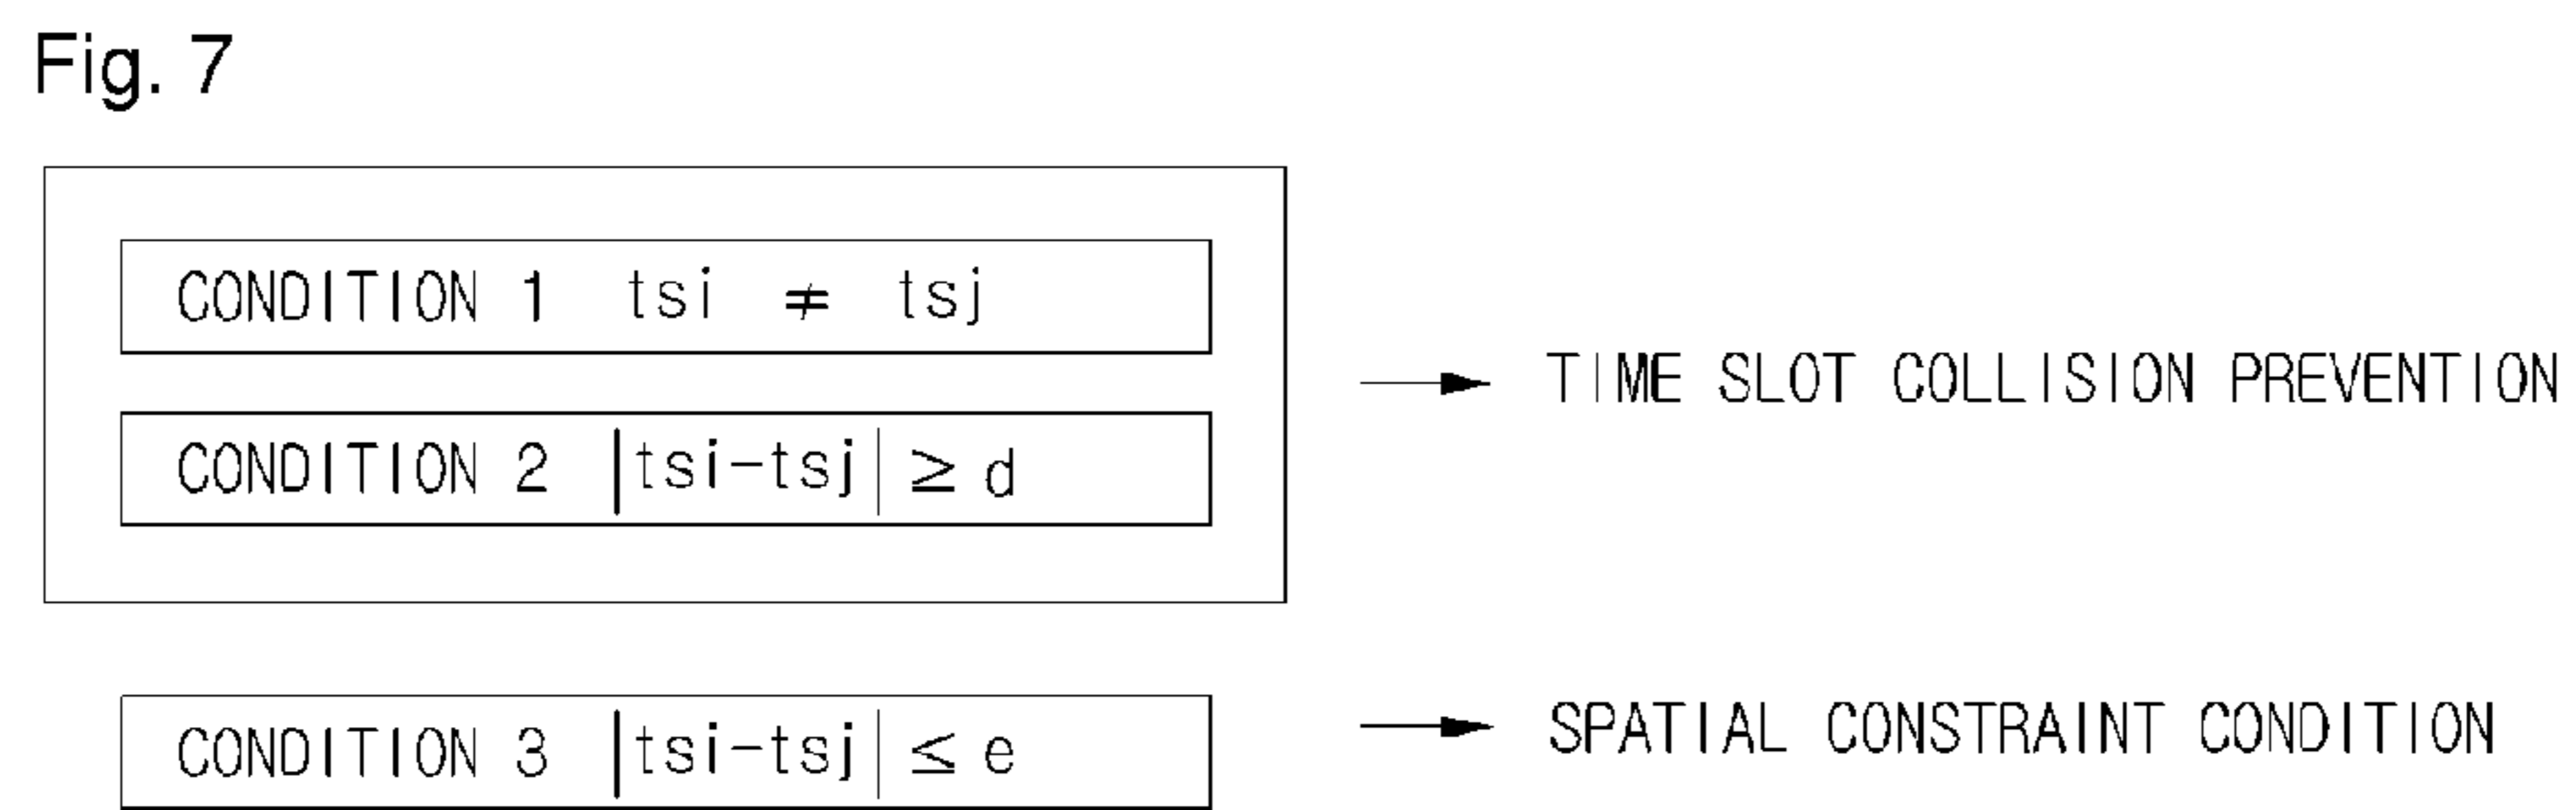 Fig. 7
CONDITION 1 tsi ≠ tsj
CONDITION 2 |tsi-tsj| ≥ d
→ TIME SLOT COLLISION PREVENTION
CONDITION 3 |tsi-tsj| ≤ e
→ SPATIAL CONSTRAINT CONDITION